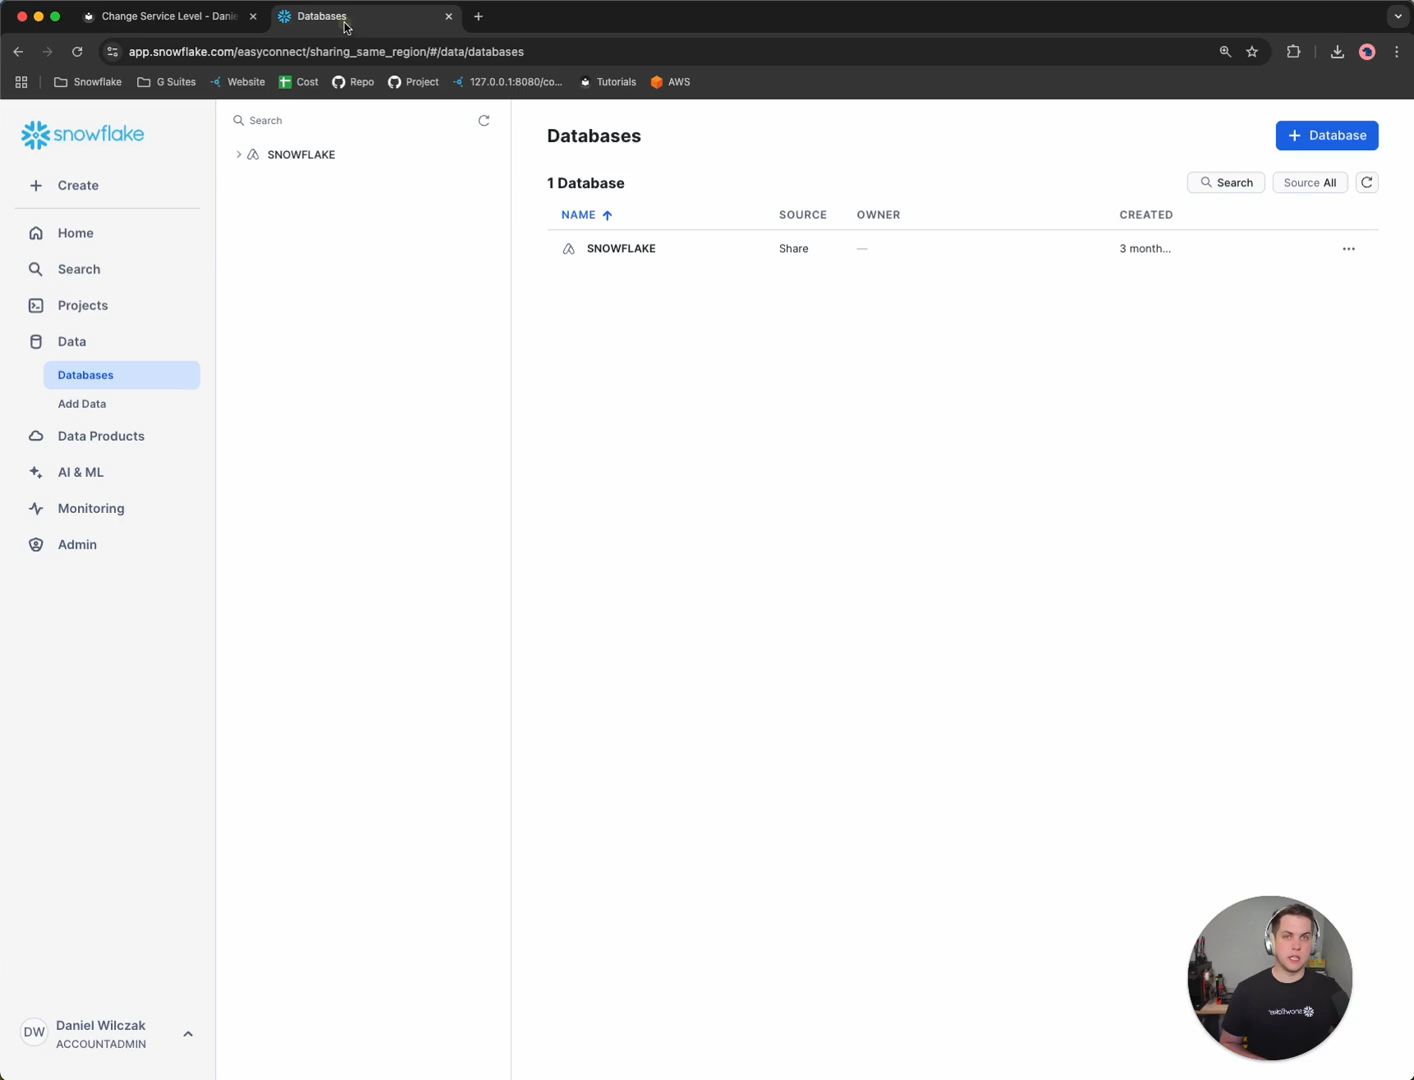 Change Service Level - Danie
Databases
app.snowflake.com/easyconnect/sharing_same_region/#/data/databases
Snowflake
G Suites
Website
Cost
Repo
Project
127.0.0.1:8080/co...
Tutorials
AWS
snowflake
Create
Home
Search
Projects
Data
Databases
Add Data
Data Products
AI & ML
Monitoring
Admin
DW
Daniel Wilczak
ACCOUNTADMIN
Search
SNOWFLAKE
Databases
+ Database
1 Database
Search
Source All
NAME SOURCE OWNER CREATED
SNOWFLAKE Share — 3 month...
snowflake